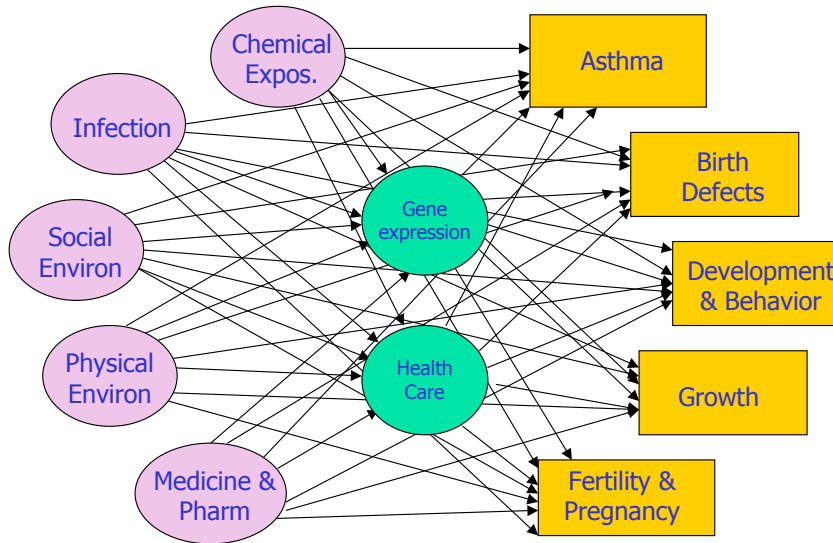 Chemical
Expos.
Asthma
Infection
Birth
Defects
Gene
expression
Social
Environ
Development
& Behavior
Physical
Environ
Health
Care
Growth
Medicine &
Pharm
Fertility &
Pregnancy